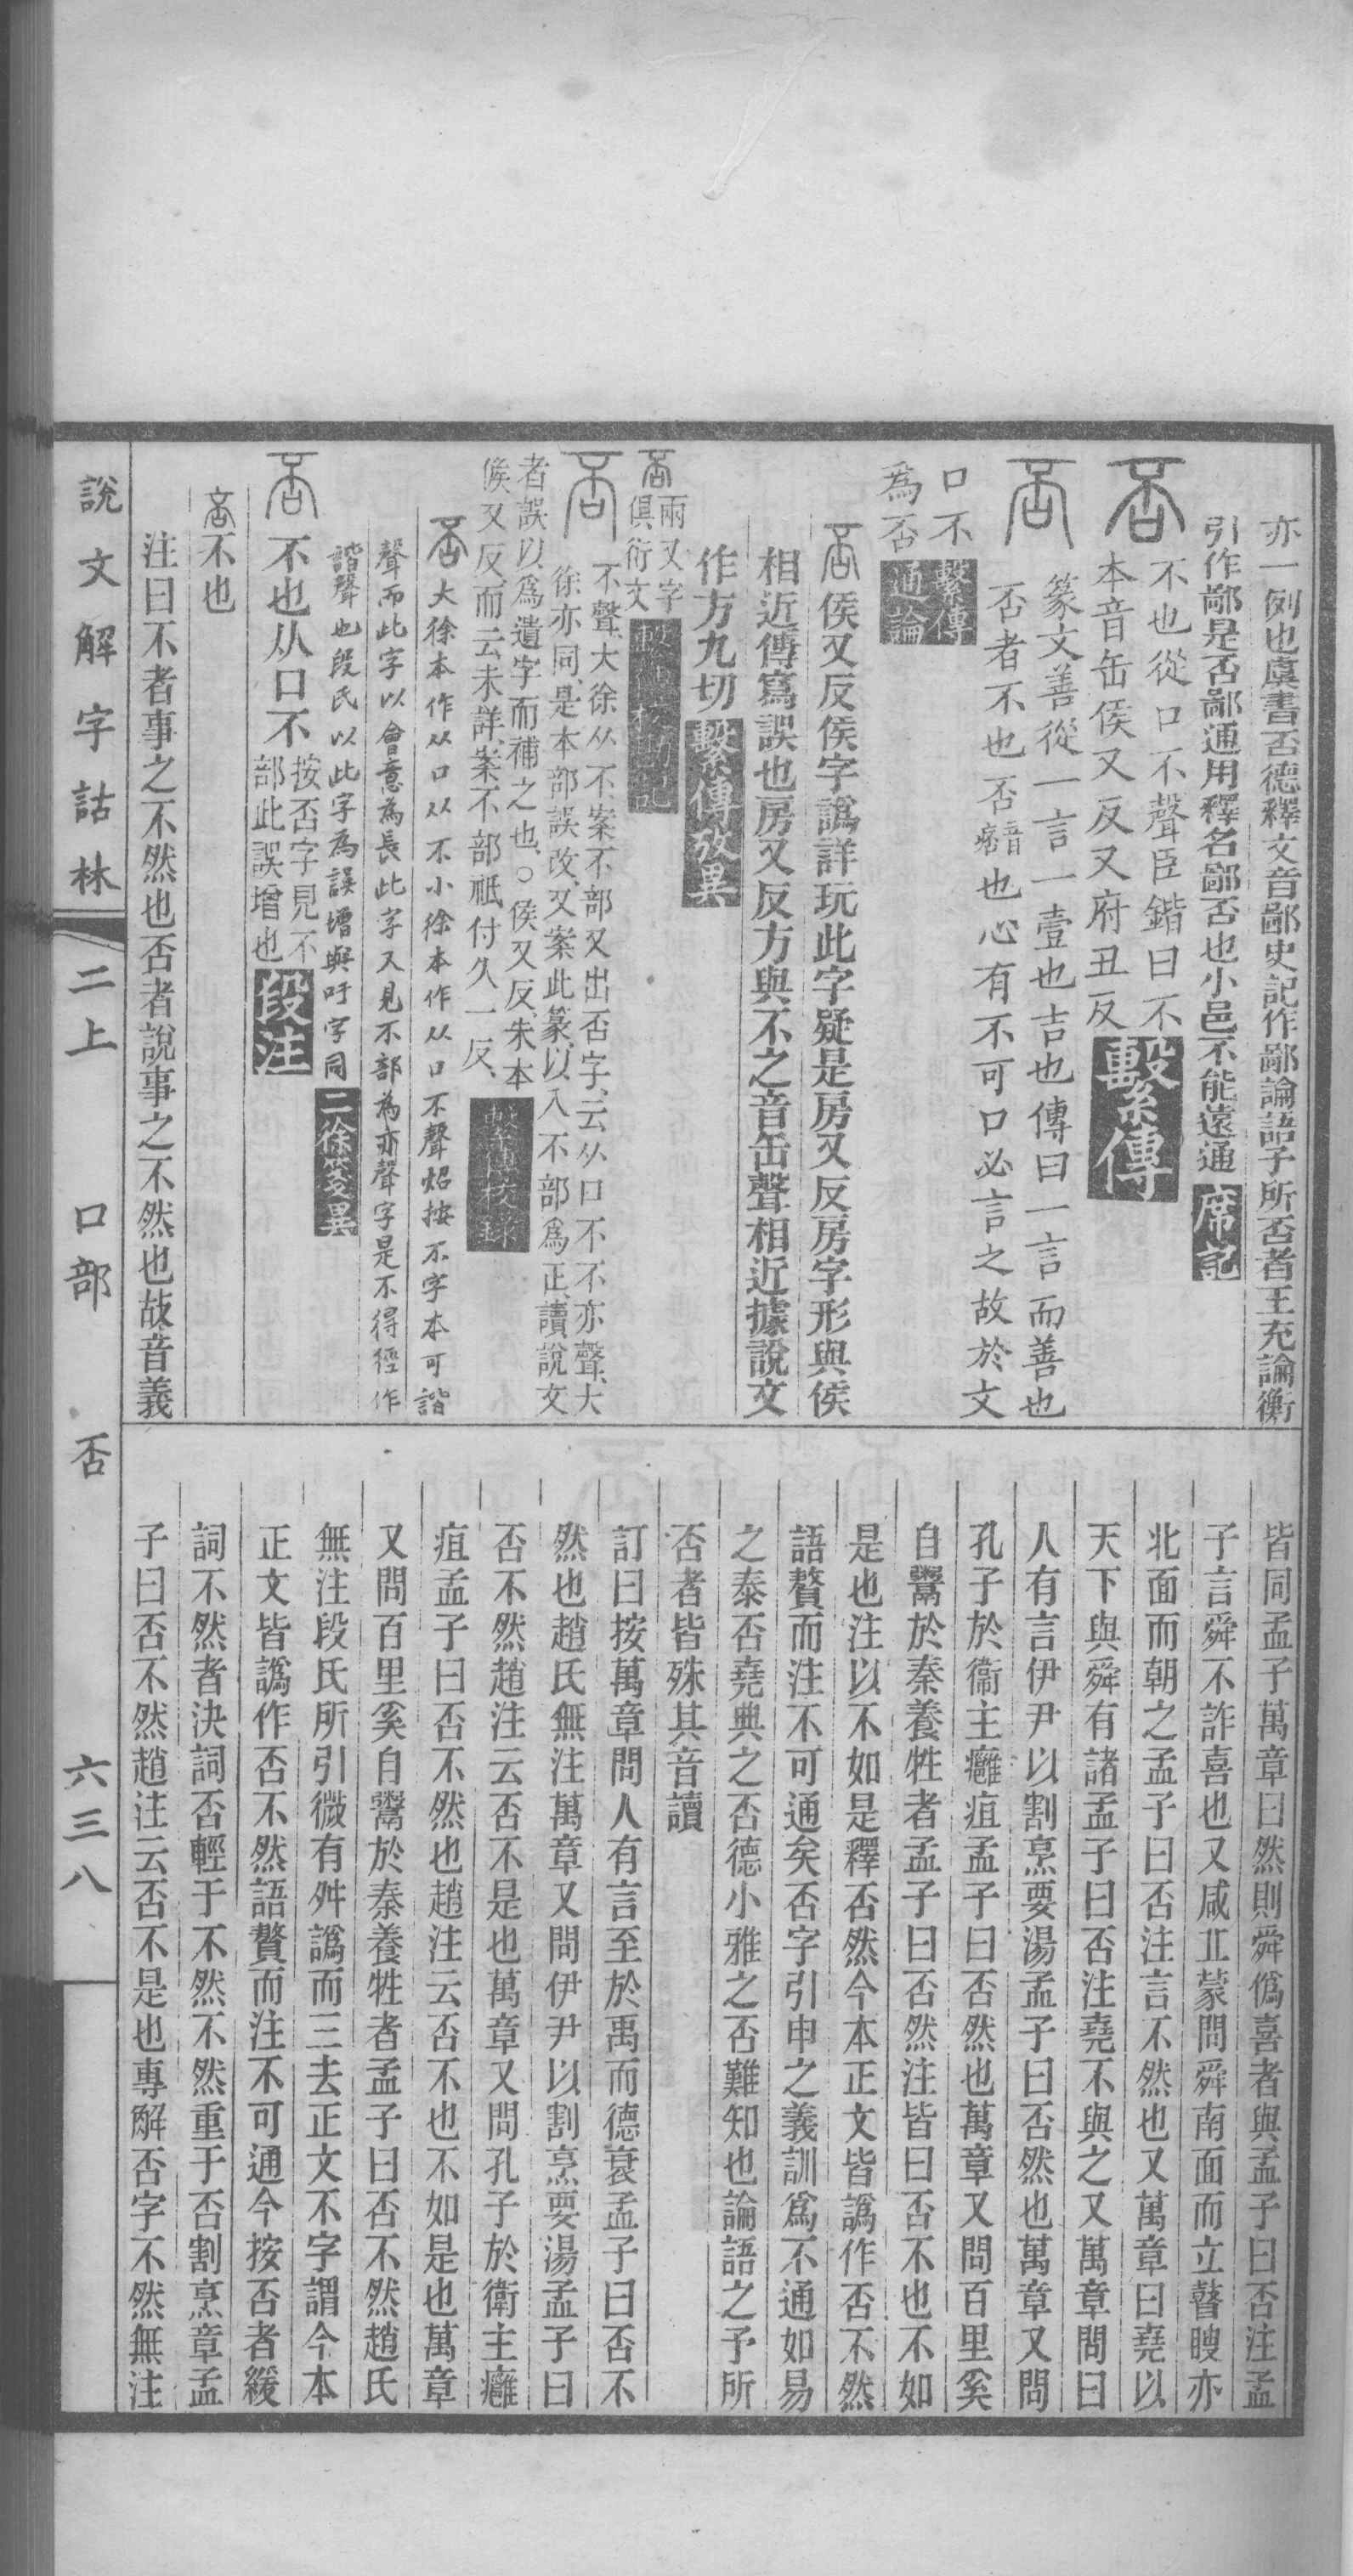 亦一例也虞書否德釋文音鄙史記作鄙論語予所否者王充論衡
引作鄙是否鄙通用釋名鄙否也小邑不能遠通席記
否
不也從口不聲臣鍇曰不
本音缶侯又反又府丑反繫傳
否篆文善從一言一壹也吉也傳曰一言而善也
否者不也否瘖也心有不可口必言之故於文
口不
為否繫傳通論
否侯又反侯字譌詳玩此字疑是房又反房字形與侯
相近傳寫誤也房又反方與不之音缶聲相近據說文
作方九切繫傳攷異
否兩又字
俱衍文繫傳校勘記
否不聲大徐从不案不部又出否字云从口不不亦聲大
徐亦同是本部誤改又案此篆以入不部爲正讀說文
者誤以爲遺字而補之也○侯又反朱本
候又反而云未詳案不部祇付久一反繫傳校錄
否大徐本作从口从不小徐本作从口不聲炤按不字本可諧
聲而此字以會意為長此字又見不部為亦聲字是不得徑作
諧聲也段氏以此字為誤增與吁字同二徐箋異
否不也从口不按否字見不
部此誤增也段注
否不也
注曰不者事之不然也否者說事之不然也故音義
皆同孟子萬章曰然則舜僞喜者與孟子曰否注孟
子言舜不詐喜也又咸丘蒙問舜南面而立瞽瞍亦
北面而朝之孟子曰否注言不然也又萬章曰堯以
天下與舜有諸孟子曰否注堯不與之又萬章問曰
人有言伊尹以割烹要湯孟子曰否然也萬章又問
孔子於衞主癰疽孟子曰否然也萬章又問百里奚
自鬻於秦養牲者孟子曰否然注皆曰否不也不如
是也注以不如是釋否然今本正文皆譌作否不然
語贅而注不可通矣否字引申之義訓爲不通如易
之泰否堯典之否德小雅之否難知也論語之予所
否者皆殊其音讀
訂曰按萬章問人有言至於禹而德衰孟子曰否不
然也趙氏無注萬章又問伊尹以割烹要湯孟子曰
否不然趙注云否不是也萬章又問孔子於衛主癰
疽孟子曰否不然也趙注云否不也不如是也萬章
又問百里奚自鬻於秦養牲者孟子曰否不然趙氏
無注段氏所引微有舛譌而三去正文不字謂今本
正文皆譌作否不然語贅而注不可通今按否者緩
詞不然者決詞否輕于不然不然重于否割烹章孟
子曰否不然趙注云否不是也專解否字不然無注
說文解字詁林
二上 口部 否 六三八